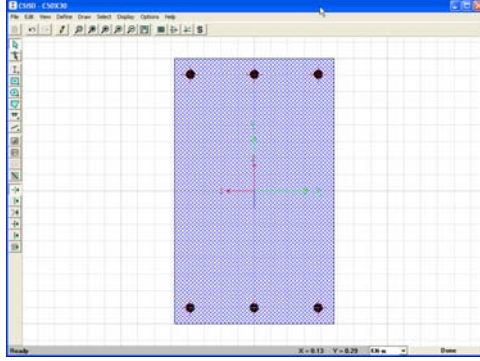 CSISD - C50X30
File Edit View Define Draw Select Display Options Help
Ready
X = 0.13 Y = 0.29 KN-m Done